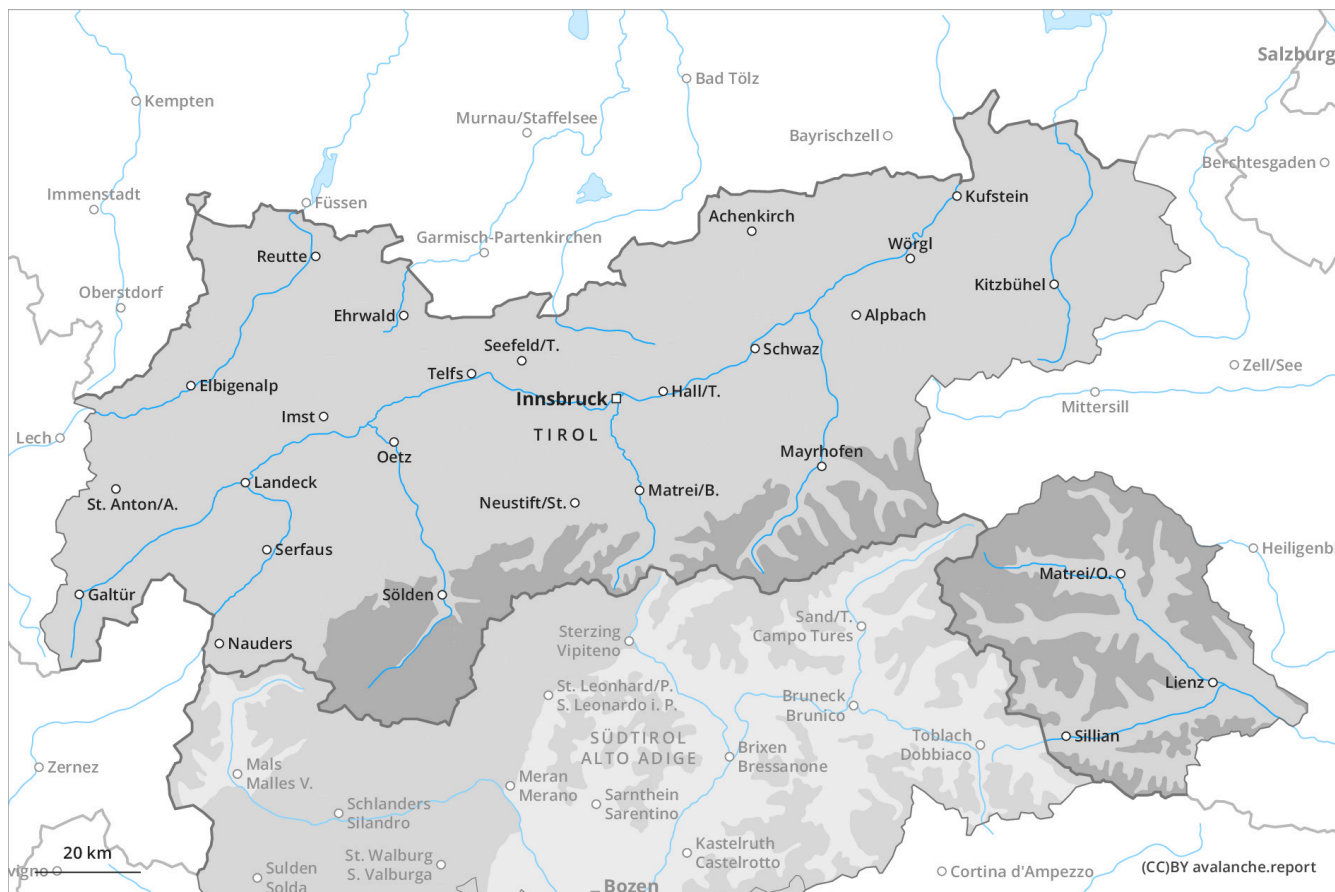 Salzburg
Bad Tölz
Kempten
Murnau/Staffelsee
Bayrischzell
Berchtesgaden
Immenstadt
Füssen
Kufstein
Achenkirch
Garmisch-Partenkirchen
Wörgl
Reutte
Kitzbühel
Oberstdorf
Ehrwald
Alpbach
Seefeld/T.
Schwaz
Zell/See
Telfs
Elbigenalp
Hall/T.
Innsbruck
Mittersill
Imst
TIROL
Lech
Oetz
Mayrhofen
Landeck
Matrei/B.
St. Anton/A.
Neustift/St.
Serfaus
Heiligenb
Matrei/O.
Galtür
Sölden
Sand/T.
Campo Tures
Sterzing
Vipiteno
Nauders
Lienz
St. Leonhard/P.
S. Leonardo i. P.
Bruneck
Brunico
Sillian
SÜDTIROL
ALTO ADIGE
Toblach
Dobbiaco
Brixen
Bressanone
Zernez
Mals
Malles V.
Meran
Merano
Sarnthein
Sarentino
Schlanders
Silandro
Kastelruth
Castelrotto
20 km
St. Walburg
S. Valburga
vigno
Sulden
Solda
Cortina d'Ampezzo
(CC)BY avalanche.report
Bozen